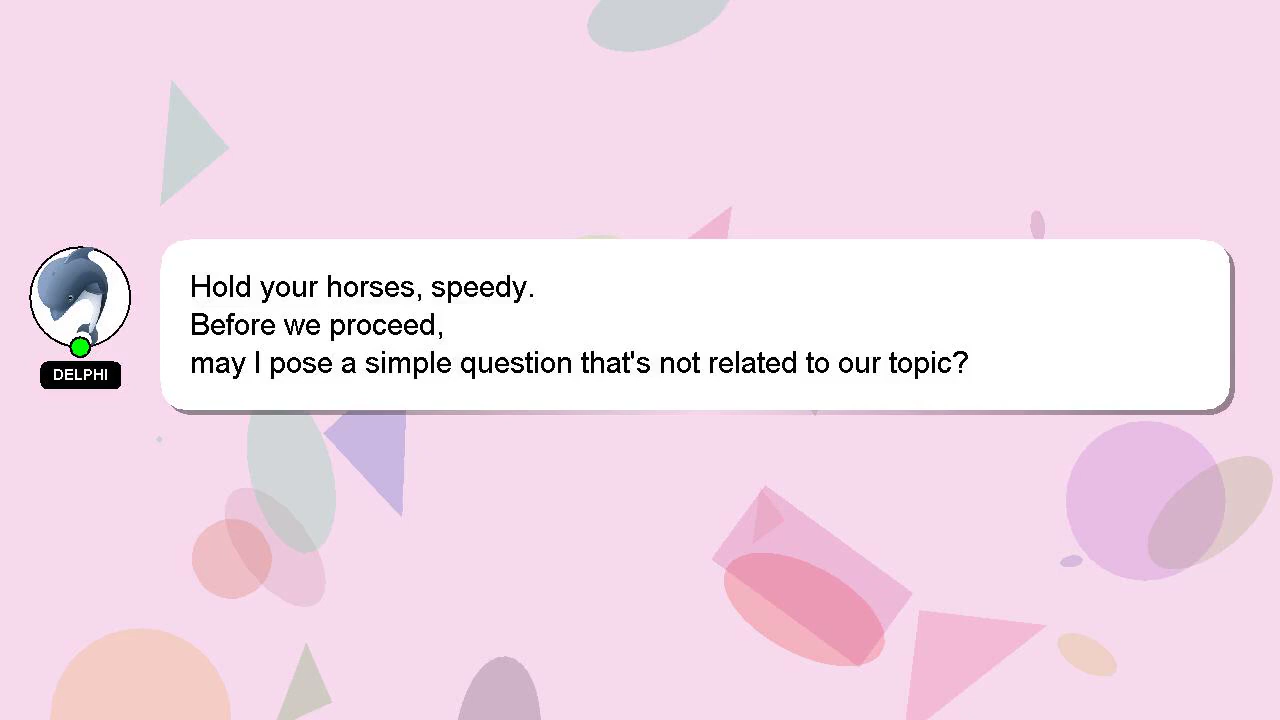 Hold your horses, speedy.
Before we proceed,
may I pose a simple question that's not related to our topic?
DELPHI